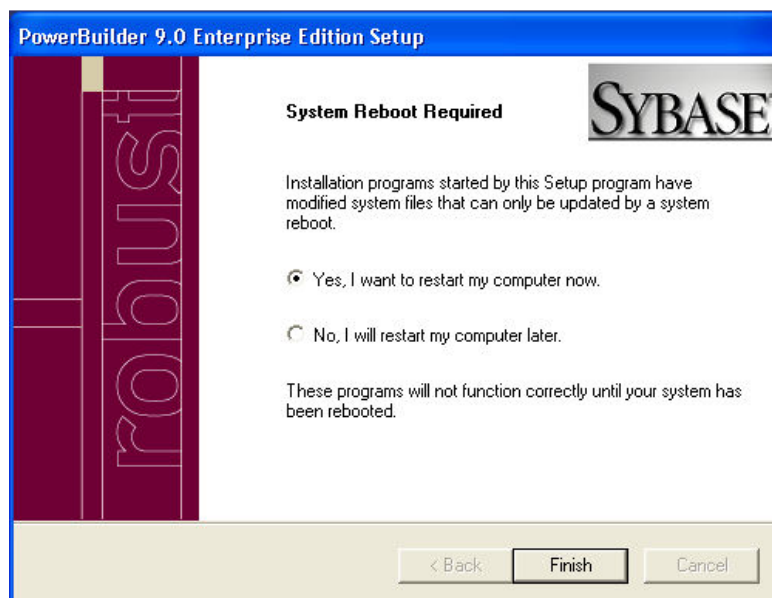 PowerBuilder 9.0 Enterprise Edition Setup
robust
SYBASE
System Reboot Required
Installation programs started by this Setup program have
modified system files that can only be updated by a system
reboot.
Yes, I want to restart my computer now.
No, I will restart my computer later.
These programs will not function correctly until your system has
been rebooted.
< Back
Finish
Cancel